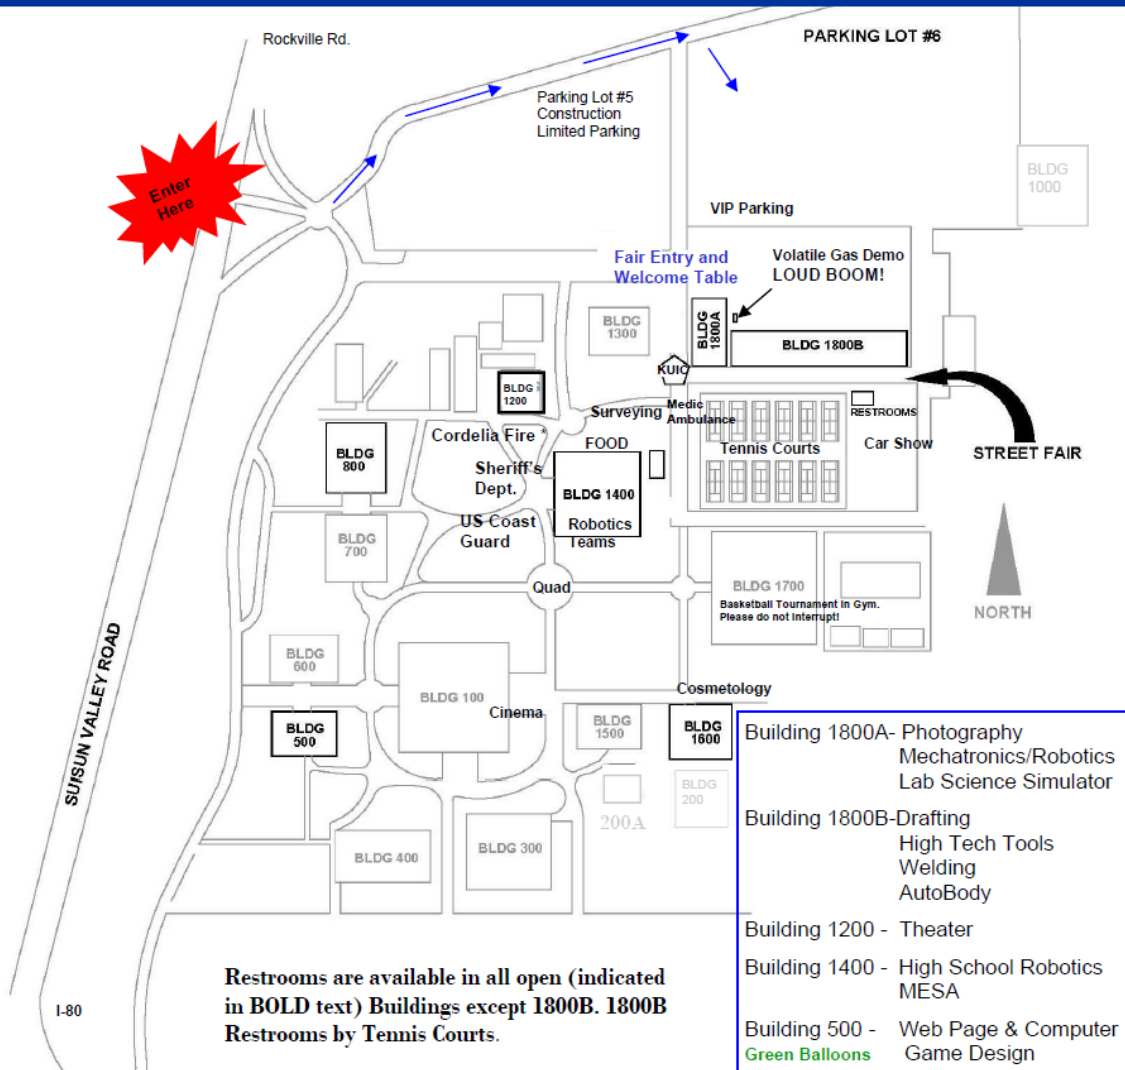 Rockville Rd.
PARKING LOT #6
Parking Lot #5
Construction
Limited Parking
Enter
Here
BLDG
1000
VIP Parking
Fair Entry and
Welcome Table
Volatile Gas Demo
LOUD BOOM!
BLDG
1300
BLDG
1800A
BLDG 1800B
KUIC
BLDG
1200
Surveying
Medic
Ambulance
RESTROOMS
Cordelia Fire *
FOOD
Tennis Courts
Car Show
STREET FAIR
BLDG
800
Sheriff's
Dept.
BLDG 1400
US Coast
Guard
Robotics
Teams
BLDG
700
Quad
BLDG 1700
Basketball Tournament in Gym.
Please do not Interrupt!
NORTH
BLDG
600
SUISUN VALLEY ROAD
BLDG 100
Cinema
Cosmetology
BLDG
500
BLDG
1500
BLDG
1600
BLDG
200
200A
BLDG 400
BLDG 300
Building 1800A- Photography
Mechatronics/Robotics
Lab Science Simulator
Building 1800B-Drafting
High Tech Tools
Welding
AutoBody
Building 1200 - Theater
Building 1400 - High School Robotics
MESA
Building 500 - Web Page & Computer
Green Balloons Game Design
Restrooms are available in all open (indicated
in BOLD text) Buildings except 1800B. 1800B
Restrooms by Tennis Courts.
I-80